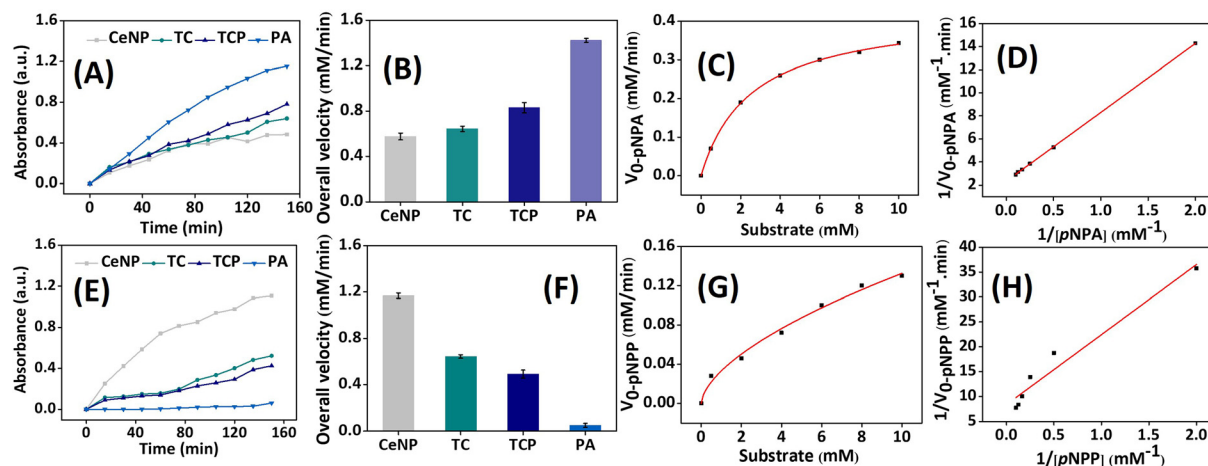 CeNP TC TCP PA
(A)
Absorbance (a.u.)
1.6
1.2
0.8
0.4
0.0
0 40 80 120 160
Time (min)
(B)
Overall velocity (mM/min)
1.6
1.2
0.8
0.4
0.0
CeNP TC TCP PA
(C)
V0-pNPA (mM/min)
0.4
0.3
0.2
0.1
0.0
0 2 4 6 8 10
Substrate (mM)
(D)
1/V0-pNPA (mM-1.min)
16
14
12
10
8
6
4
2
0.0 0.5 1.0 1.5 2.0
1/[pNPA] (mM-1)
CeNP TC TCP PA
(E)
Absorbance (a.u.)
1.6
1.2
0.8
0.4
0.0
0 40 80 120 160
Time (min)
(F)
Overall velocity (mM/min)
1.6
1.2
0.8
0.4
0.0
CeNP TC TCP PA
(G)
V0-pNPP (mM/min)
0.16
0.12
0.08
0.04
0.00
0 2 4 6 8 10
Substrate (mM)
(H)
1/V0-pNPP (mM-1.min)
40
35
30
25
20
15
10
5
0.0 0.5 1.0 1.5 2.0
1/[pNPP] (mM-1)